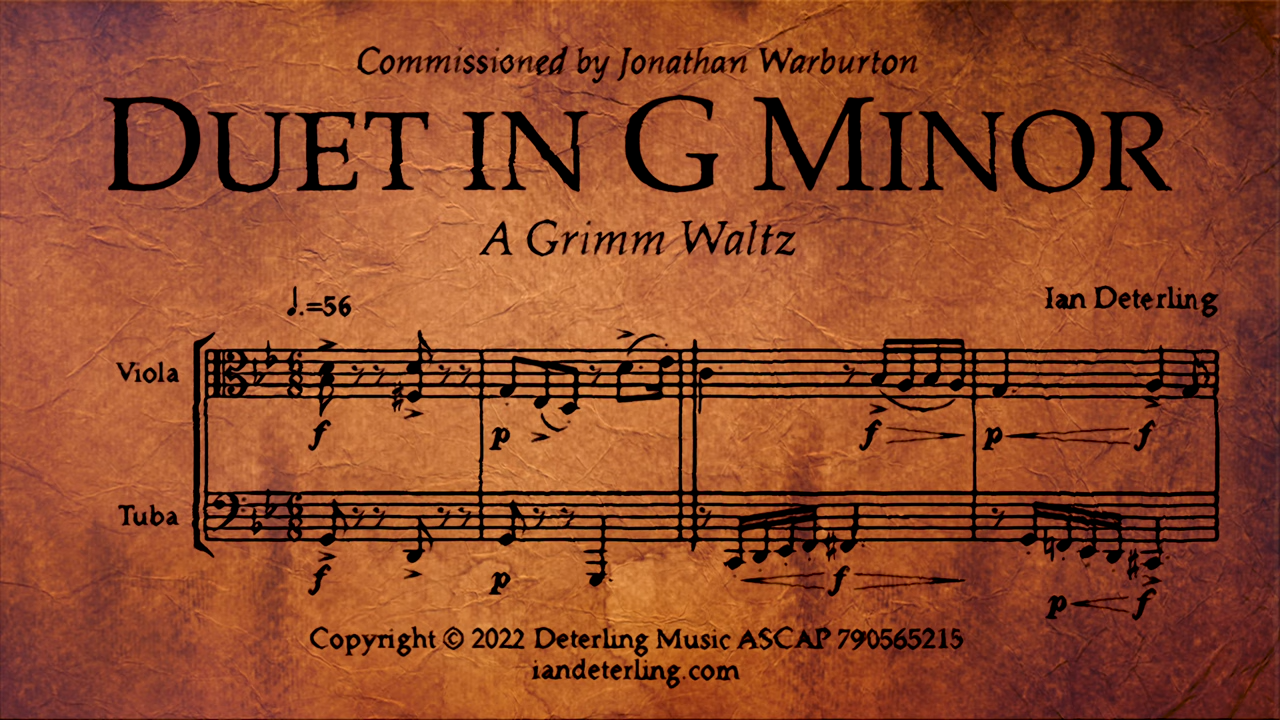 Commissioned by Jonathan Warburton
DUET IN G MINOR
A Grimm Waltz
♩.=56
Ian Deterling
Viola
f
p
f
p
f
Tuba
f
p
f
p
f
Copyright © 2022 Deterling Music ASCAP 790565215
iandeterling.com